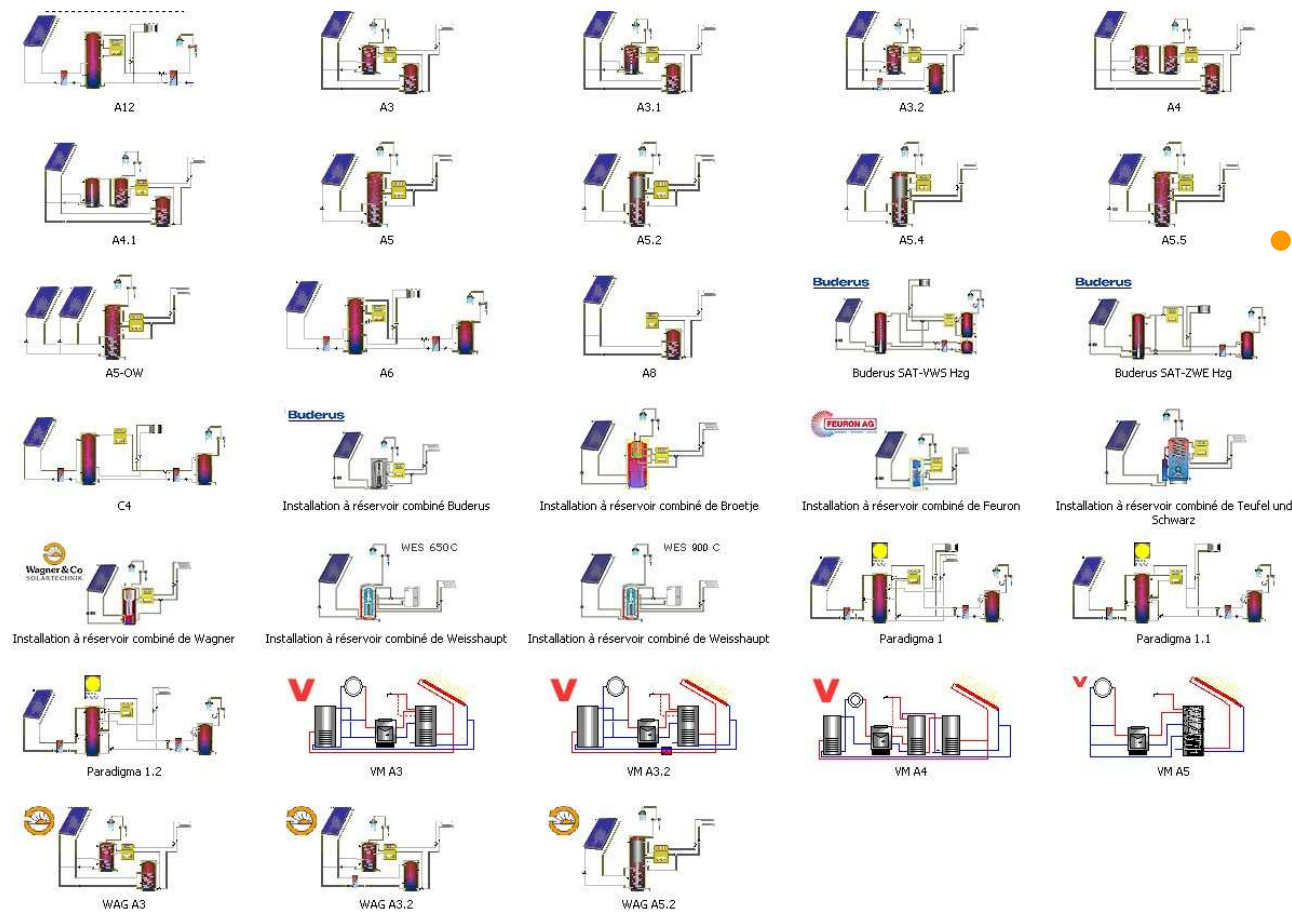 A12
A3
A3.1
A3.2
A4
A4.1
A5
A5.2
A5.4
A5.5
A5-OW
A6
A8
Buderus
Buderus SAT-VWS Hzg
Buderus
Buderus SAT-ZWE Hzg
C4
Buderus
Installation à réservoir combiné Buderus
Installation à réservoir combiné de Broetje
FEURON AG
Installation à réservoir combiné de Feuron
Installation à réservoir combiné de Teufel und
Schwarz
Wagner & Co
SOLARTECHNIK
Installation à réservoir combiné de Wagner
WES 650C
Installation à réservoir combiné de Weisshaupt
WES 900 C
Installation à réservoir combiné de Weisshaupt
Paradigma 1
Paradigma 1.1
Paradigma 1.2
V
VM A3
V
VM A3.2
V
VM A4
V
VM A5
WAG A3
WAG A3.2
WAG A5.2